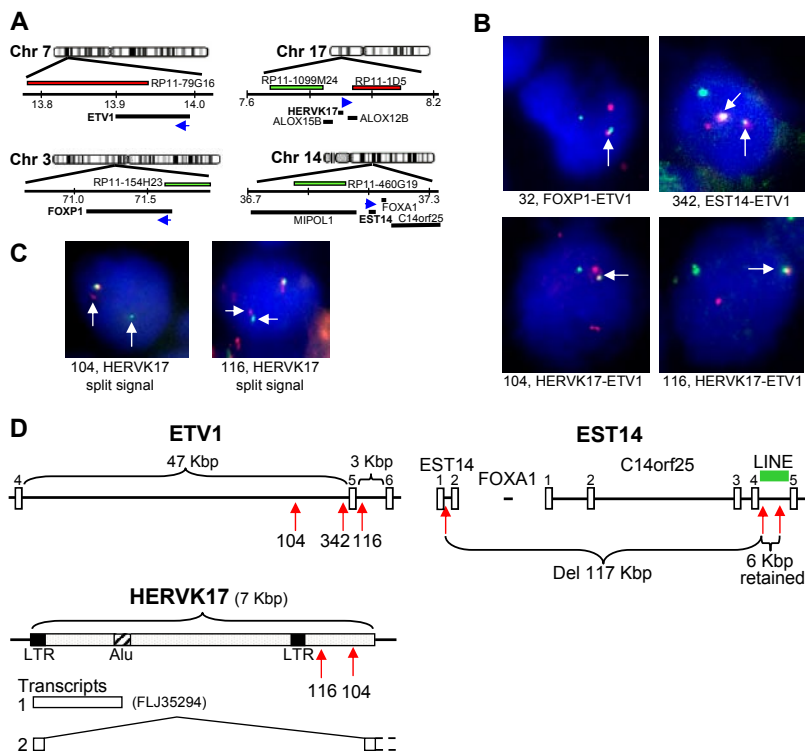 A
Chr 7
RP11-79G16
13.8 13.9 14.0
ETV1
Chr 17
RP11-1099M24 RP11-1D5
7.6 8.2
HERVK17
ALOX15B ALOX12B
Chr 3
RP11-154H23
71.0 71.5
FOXP1
Chr 14
RP11-460G19
36.7 37.3
FOXA1
MIPOL1 EST14 C14orf25
B
32, FOXP1-ETV1
342, EST14-ETV1
104, HERVK17-ETV1
116, HERVK17-ETV1
C
104, HERVK17
split signal
116, HERVK17
split signal
D
ETV1
47 Kbp 3 Kbp
4 5 6
104 342 116
EST14
LINE
EST14 FOXA1 C14orf25
1 2 1 2 3 4 5
Del 117 Kbp
6 Kbp
retained
HERVK17 (7 Kbp)
LTR Alu LTR
116 104
Transcripts
1 (FLJ35294)
2